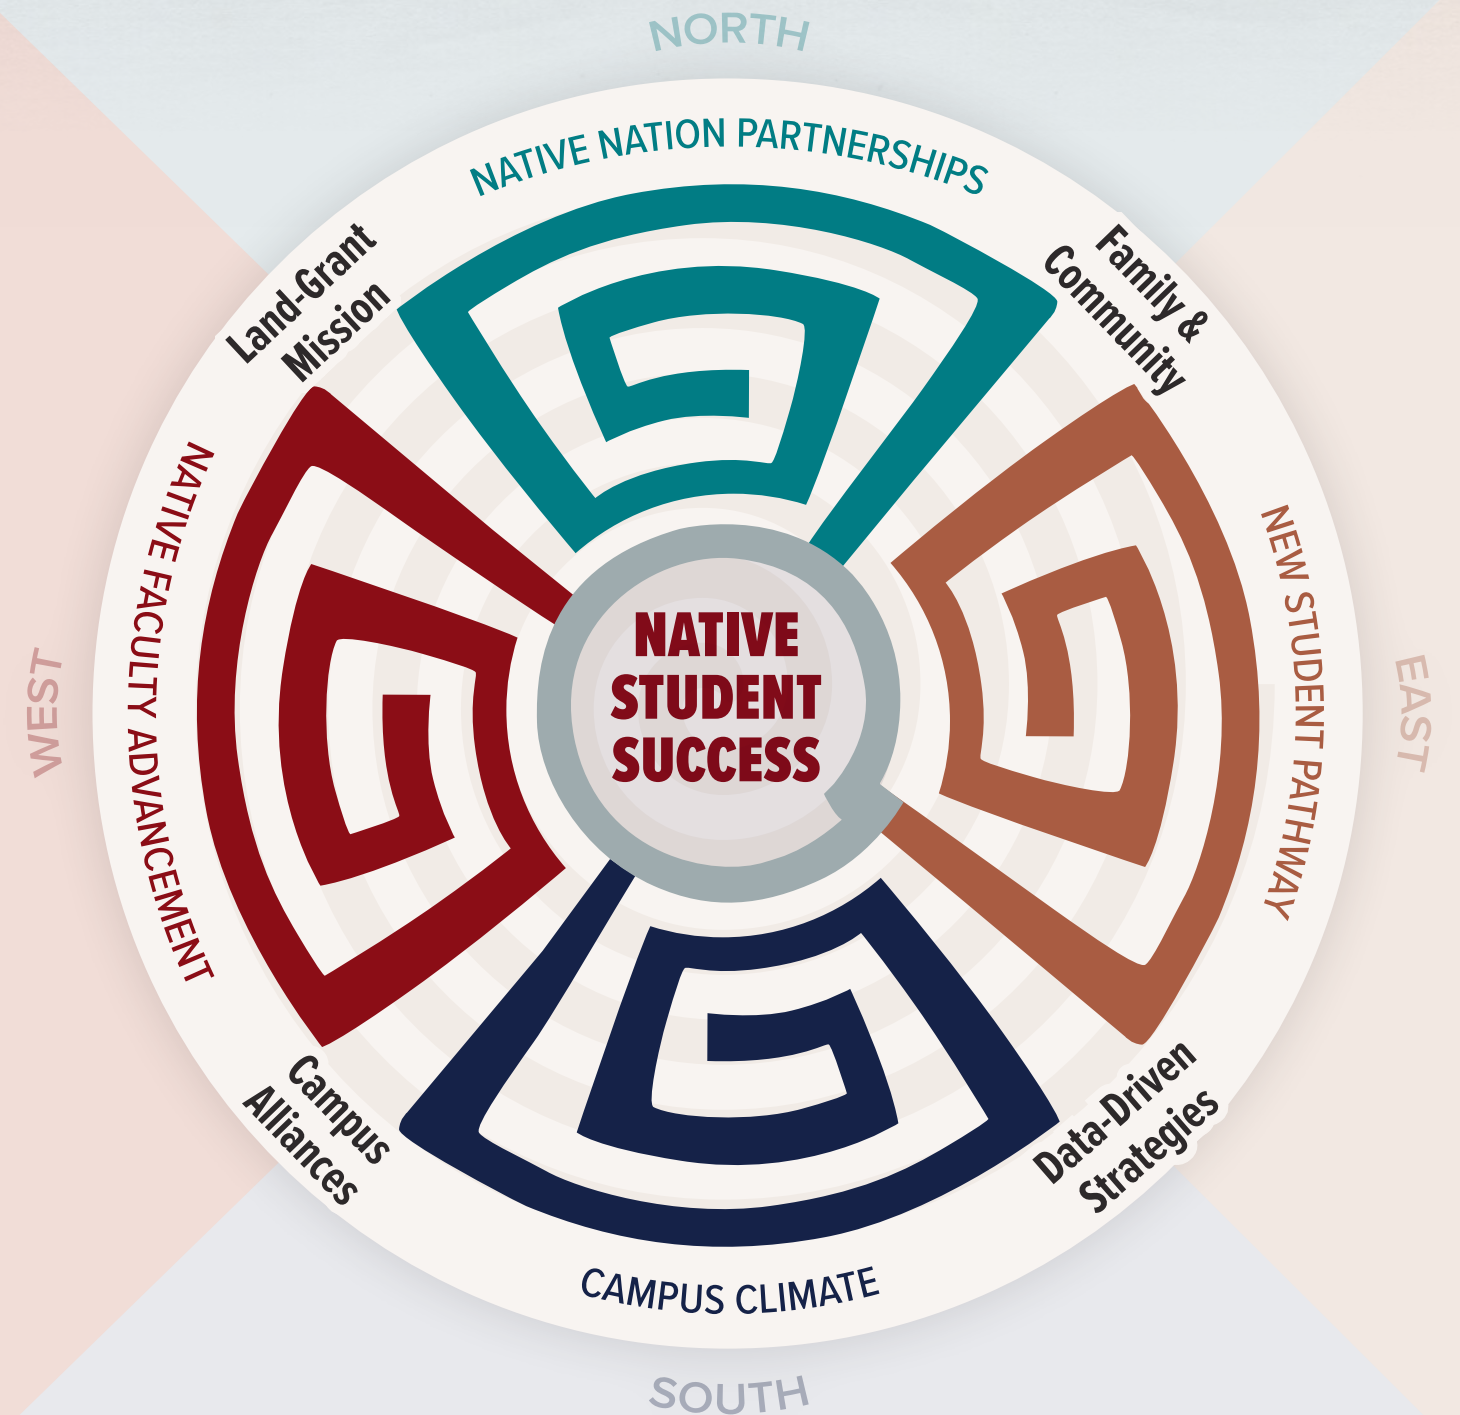 NORTH
NATIVE NATION PARTNERSHIPS
Land-Grant
Mission
Family &
Community
NATIVE FACULTY ADVANCEMENT
WEST
NATIVE
STUDENT
SUCCESS
NEW STUDENT PATHWAY
EAST
Campus
Alliances
Data-Driven
Strategies
CAMPUS CLIMATE
SOUTH